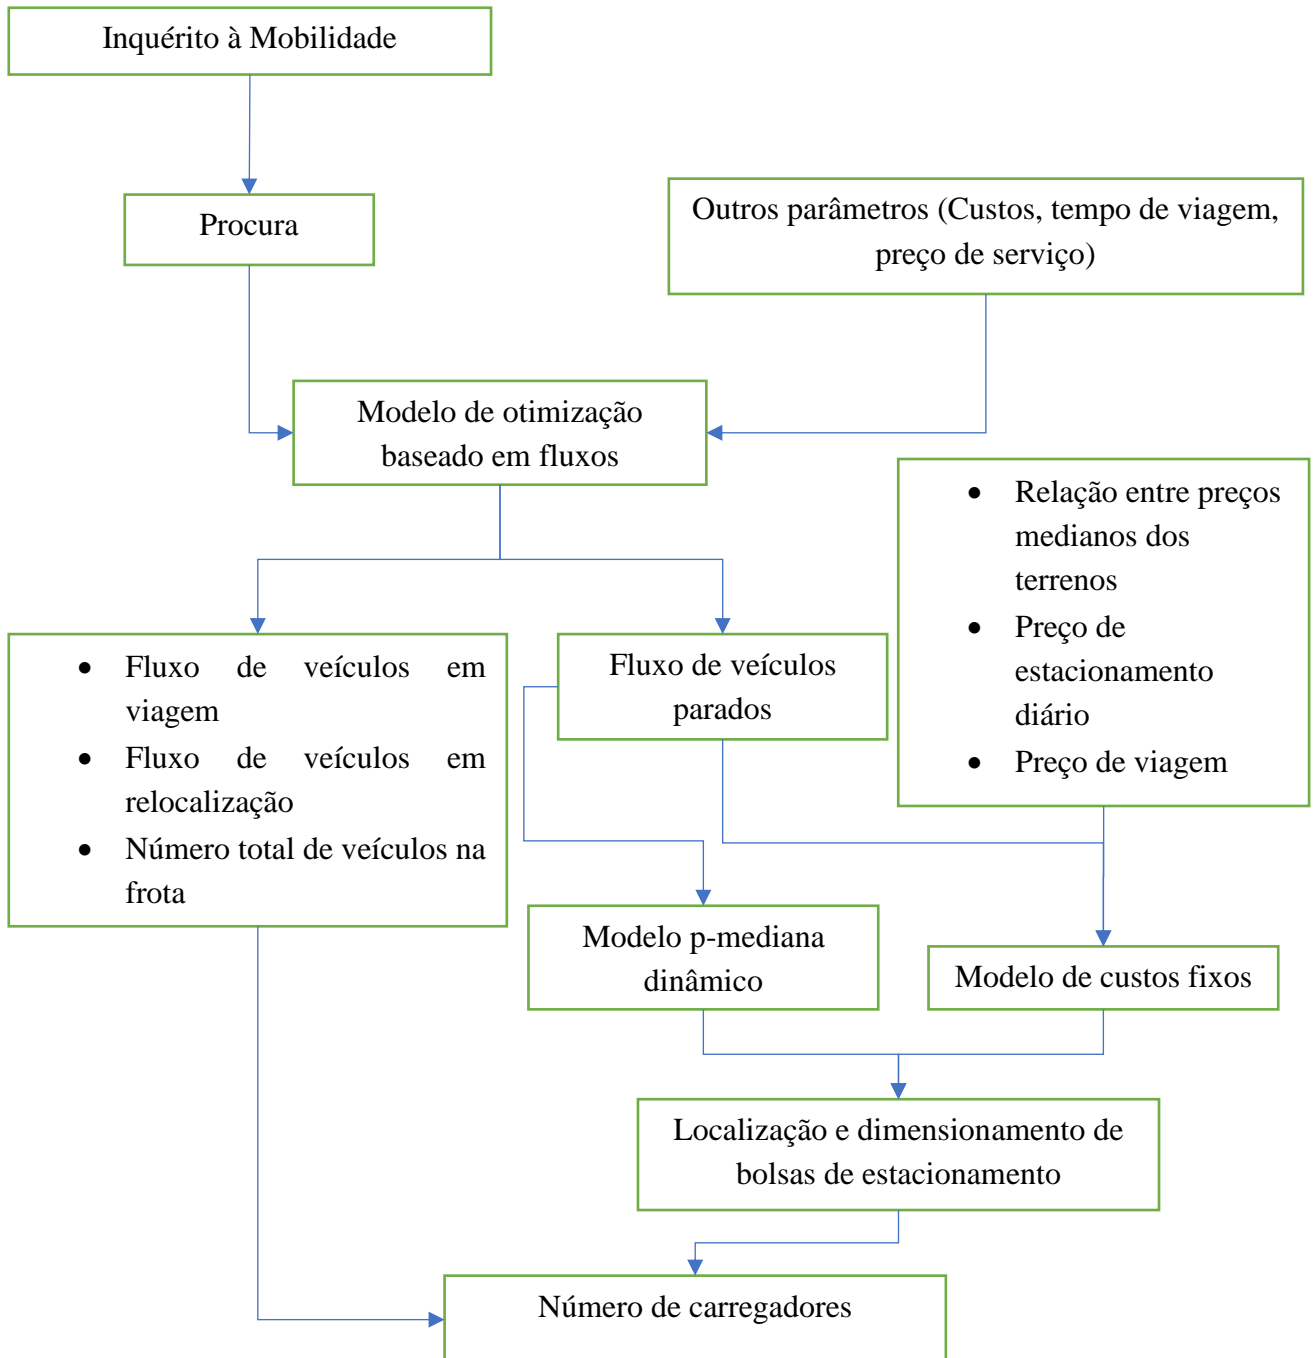 Inquérito à Mobilidade
Procura
Outros parâmetros (Custos, tempo de viagem,
preço de serviço)
Modelo de otimização
baseado em fluxos
• Relação entre preços
medianos dos
terrenos
• Preço de
estacionamento
diário
• Preço de viagem
• Fluxo de veículos em
viagem
• Fluxo de veículos em
relocalização
• Número total de veículos na
frota
Fluxo de veículos
parados
Modelo p-mediana
dinâmico
Modelo de custos fixos
Localização e dimensionamento de
bolsas de estacionamento
Número de carregadores